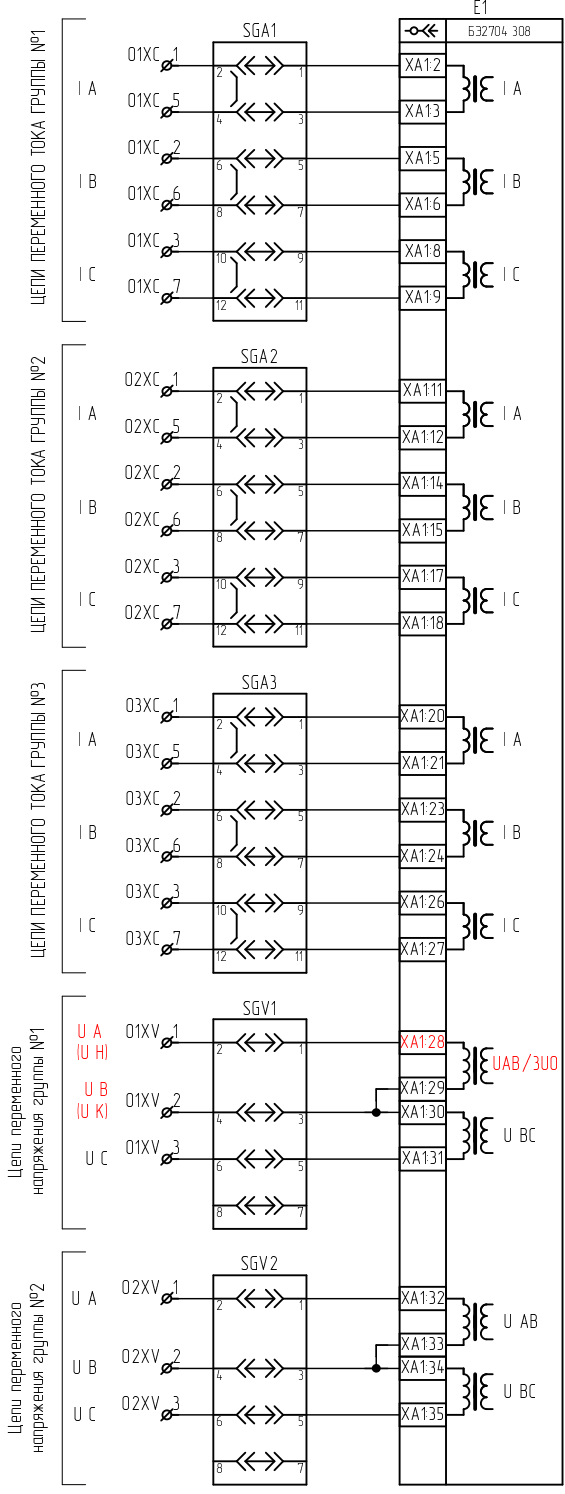 E1
SGA1
Б32704 308
ЦЕПИ ПЕРЕМЕННОГО ТОКА ГРУППЫ №1
01XC 1
2
1
XA1:2
I A
I A
01XC 5
4
3
XA1:3
01XC 2
6
5
XA1:5
I B
I B
01XC 6
8
7
XA1:6
01XC 3
10
9
XA1:8
I C
I C
01XC 7
12
11
XA1:9
ЦЕПИ ПЕРЕМЕННОГО ТОКА ГРУППЫ №2
SGA2
02XC 1
2
1
XA1:11
I A
I A
02XC 5
4
3
XA1:12
02XC 2
6
5
XA1:14
I B
I B
02XC 6
8
7
XA1:15
02XC 3
10
9
XA1:17
I C
I C
02XC 7
12
11
XA1:18
ЦЕПИ ПЕРЕМЕННОГО ТОКА ГРУППЫ №3
SGA3
03XC 1
2
1
XA1:20
I A
I A
03XC 5
4
3
XA1:21
03XC 2
6
5
XA1:23
I B
I B
03XC 6
8
7
XA1:24
03XC 3
10
9
XA1:26
I C
I C
03XC 7
12
11
XA1:27
Цепи переменного
напряжения группы №1
SGV1
U A
(U H)
01XV 1
2
1
XA1:28
UAB/3U0
U B
(U K)
XA1:29
01XV 2
4
3
XA1:30
U BC
U C
01XV 3
6
5
XA1:31
8
7
Цепи переменного
напряжения группы №2
SGV2
U A
02XV 1
2
1
XA1:32
U AB
XA1:33
U B
02XV 2
4
3
XA1:34
U BC
U C
02XV 3
6
5
XA1:35
8
7